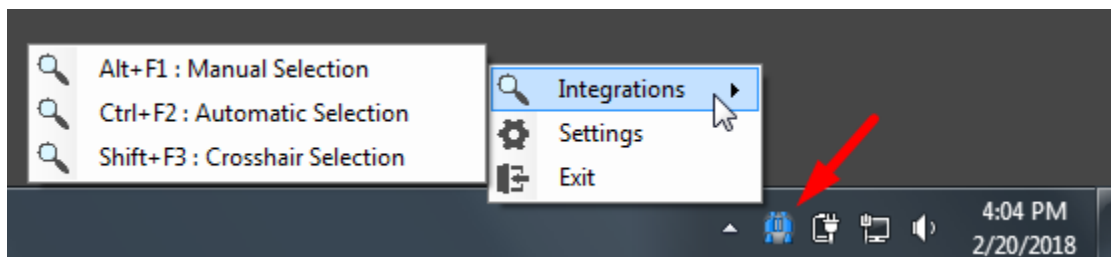 Alt+F1 : Manual Selection
Ctrl+F2 : Automatic Selection
Shift+F3 : Crosshair Selection
Integrations
Settings
Exit
4:04 PM
2/20/2018